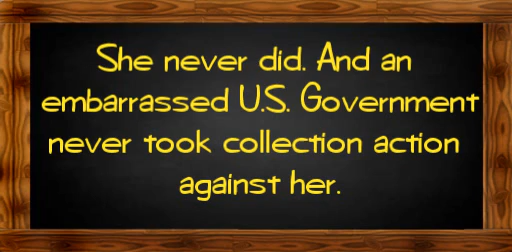 She never did. And an
embarrassed U.S. Government
never took collection action
against her.